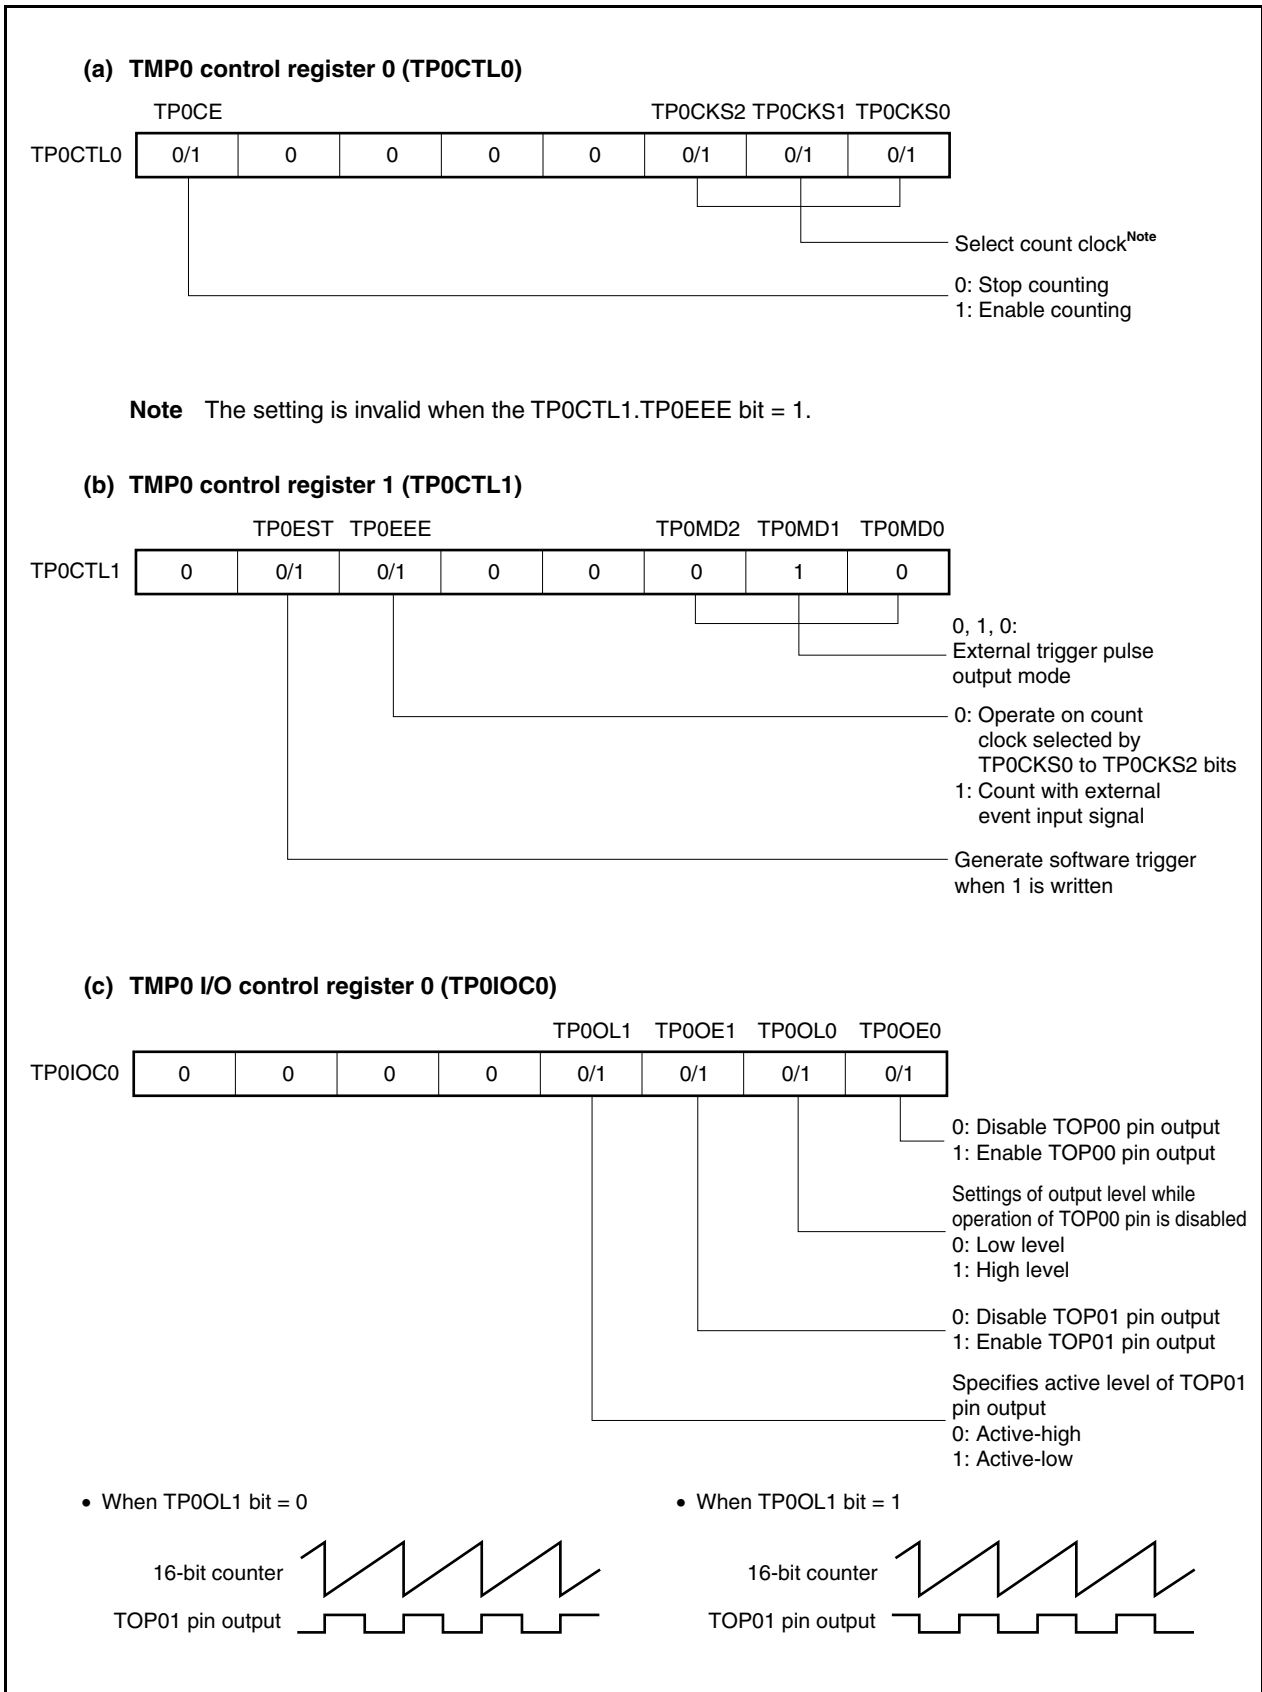 (a) TMP0 control register 0 (TP0CTL0)
TP0CE TP0CKS2 TP0CKS1 TP0CKS0
TP0CTL0 0/1 0 0 0 0 0/1 0/1 0/1
Select count clockNote
0: Stop counting
1: Enable counting
Note The setting is invalid when the TP0CTL1.TP0EEE bit = 1.
(b) TMP0 control register 1 (TP0CTL1)
TP0EST TP0EEE TP0MD2 TP0MD1 TP0MD0
TP0CTL1 0 0/1 0/1 0 0 0 1 0
0, 1, 0:
External trigger pulse
output mode
0: Operate on count
clock selected by
TP0CKS0 to TP0CKS2 bits
1: Count with external
event input signal
Generate software trigger
when 1 is written
(c) TMP0 I/O control register 0 (TP0IOC0)
TP0OL1 TP0OE1 TP0OL0 TP0OE0
TP0IOC0 0 0 0 0 0/1 0/1 0/1 0/1
0: Disable TOP00 pin output
1: Enable TOP00 pin output
Settings of output level while
operation of TOP00 pin is disabled
0: Low level
1: High level
0: Disable TOP01 pin output
1: Enable TOP01 pin output
Specifies active level of TOP01
pin output
0: Active-high
1: Active-low
• When TP0OL1 bit = 0
16-bit counter
TOP01 pin output
• When TP0OL1 bit = 1
16-bit counter
TOP01 pin output